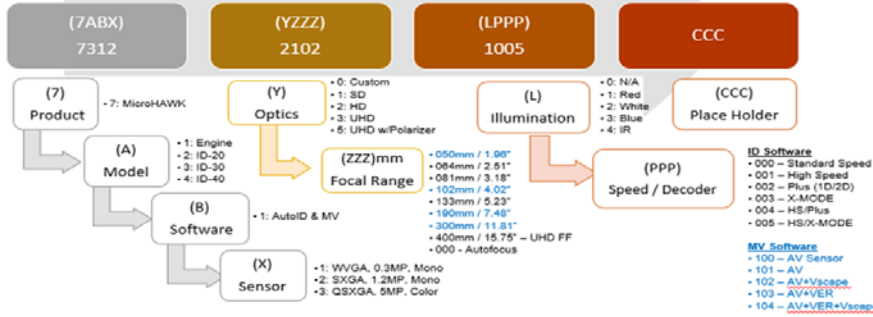 (7ABX)
7312
(YZZZ)
2102
(LPPP)
1005
CCC
(7)
Product
• 7: MicroHAWK
(A)
Model
• 1: Engine
• 2: ID-20
• 3: ID-30
• 4: ID-40
(B)
Software
• 1: AutoID & MV
(X)
Sensor
• 1: WVGA, 0.3MP, Mono
• 2: SXGA, 1.2MP, Mono
• 3: QSXGA, 5MP, Color
(Y)
Optics
• 0: Custom
• 1: SD
• 2: HD
• 3: UHD
• 5: UHD w/Polarizer
(ZZZ)mm
Focal Range
• 050mm / 1.96"
• 064mm / 2.51"
• 081mm / 3.18"
• 102mm / 4.02"
• 133mm / 5.23"
• 190mm / 7.48"
• 300mm / 11.81"
• 400mm / 15.75" – UHD FF
• 000 - Autofocus
(L)
Illumination
• 0: N/A
• 1: Red
• 2: White
• 3: Blue
• 4: IR
(PPP)
Speed / Decoder
(CCC)
Place Holder
ID Software
• 000 – Standard Speed
• 001 – High Speed
• 002 – Plus (1D/2D)
• 003 – X-MODE
• 004 – HS/Plus
• 005 – HS/X-MODE
MV Software
• 100 – AV Sensor
• 101 – AV
• 102 – AV+Vscape
• 103 – AV+VER
• 104 – AV+VER+Vscape